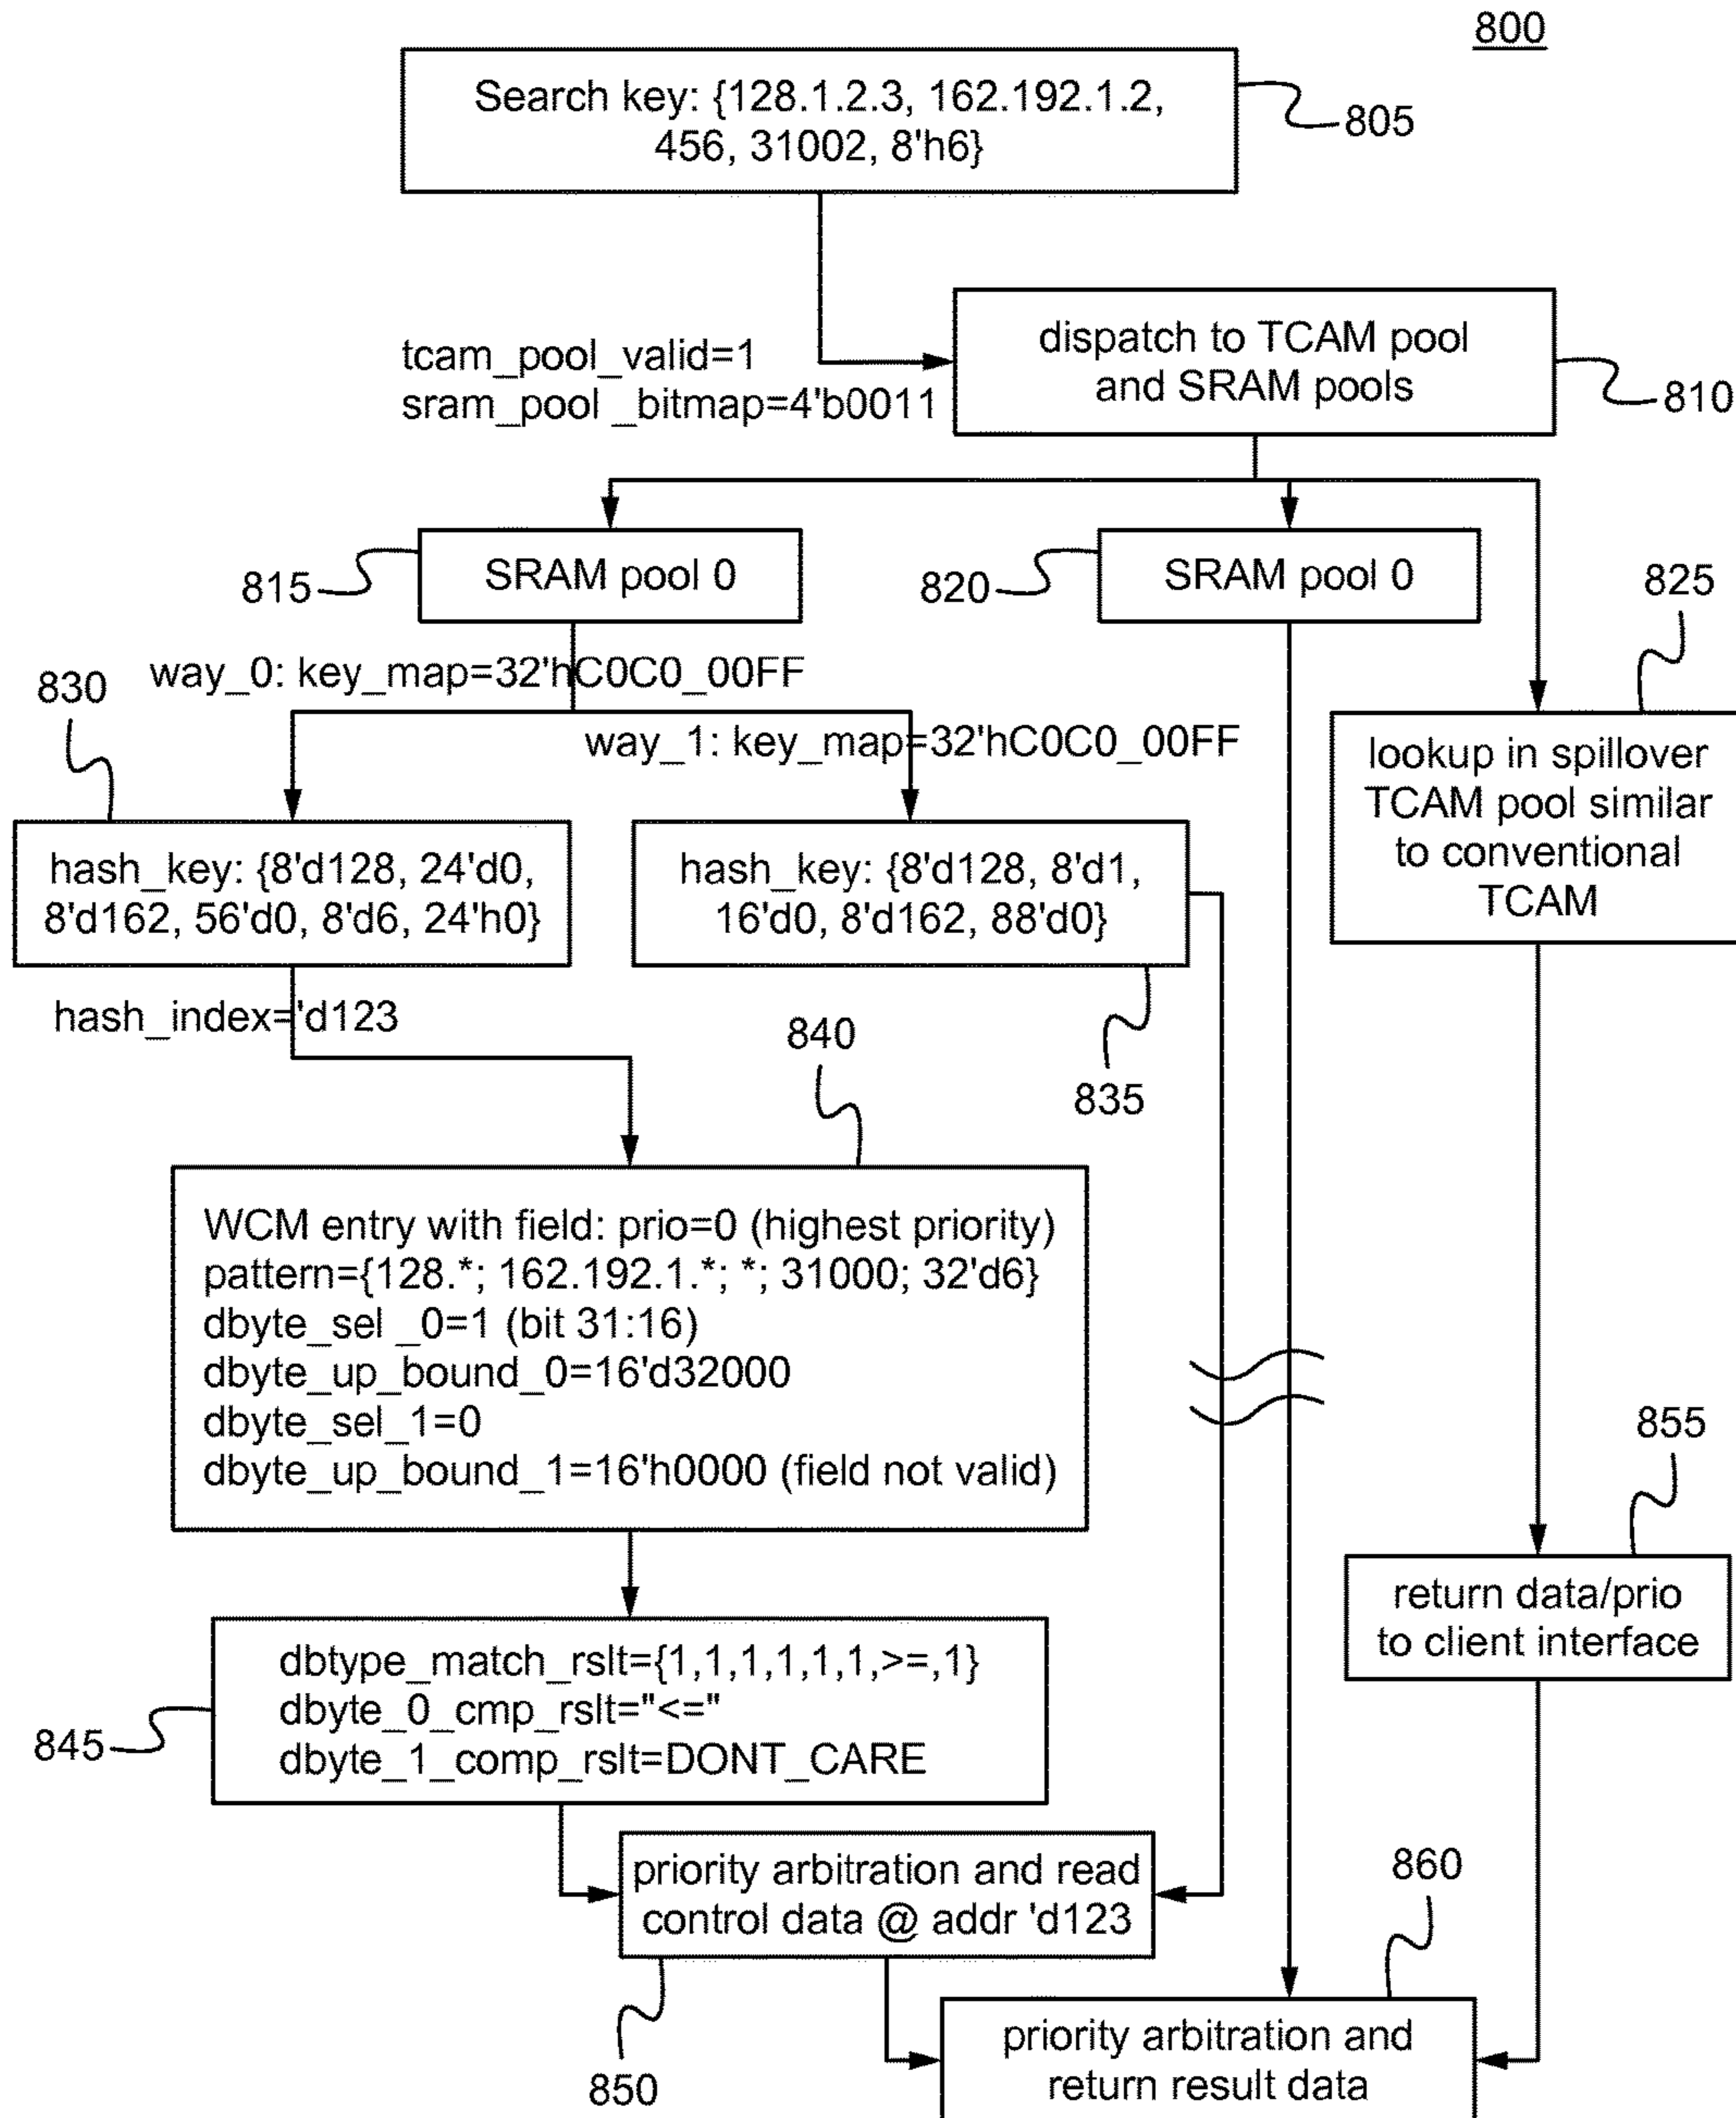 800
Search key: {128.1.2.3, 162.192.1.2,
456, 31002, 8'h6}
805
dispatch to TCAM pool
and SRAM pools
810
tcam_pool_valid=1
sram_pool _bitmap=4'b0011
SRAM pool 0
815
SRAM pool 0
820
825
way_0: key_map=32'hC0C0_00FF
830
way_1: key_map=32'hC0C0_00FF
lookup in spillover
TCAM pool similar
to conventional
TCAM
hash_key: {8'd128, 24'd0,
8'd162, 56'd0, 8'd6, 24'h0}
hash_key: {8'd128, 8'd1,
16'd0, 8'd162, 88'd0}
hash_index='d123
840
835
WCM entry with field: prio=0 (highest priority)
pattern={128.*; 162.192.1.*; *; 31000; 32'd6}
dbyte_sel _0=1 (bit 31:16)
dbyte_up_bound_0=16'd32000
dbyte_sel_1=0
dbyte_up_bound_1=16'h0000 (field not valid)
855
return data/prio
to client interface
dbtype_match_rslt={1,1,1,1,1,1,>=,1}
dbyte_0_cmp_rslt="<="
dbyte_1_comp_rslt=DONT_CARE
845
priority arbitration and read
control data @ addr 'd123
850
860
priority arbitration and
return result data